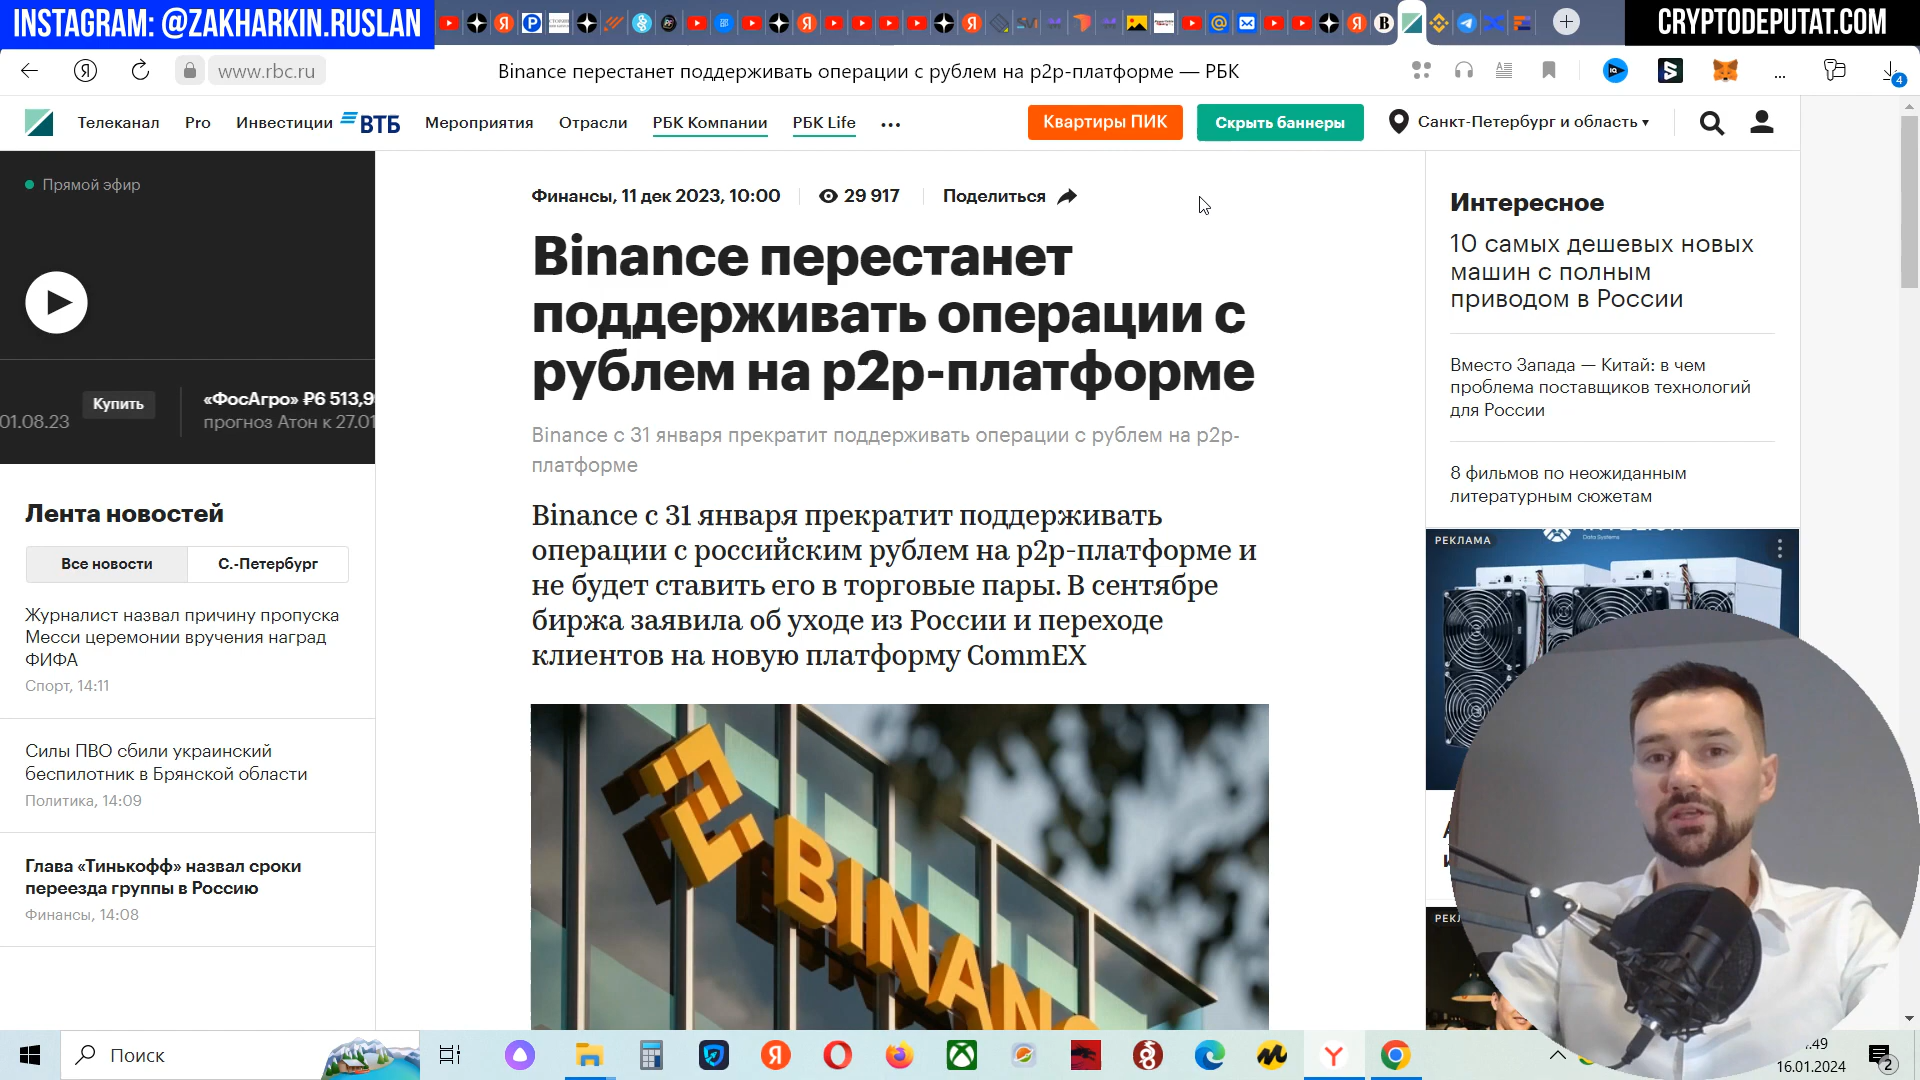 INSTAGRAM: @ZAKHARKIN.RUSLAN
CRYPTODEPUTAT.COM
www.rbc.ru
Binance перестанет поддерживать операции с рублем на p2p-платформе — РБК
4
Телеканал Pro Инвестиции ВТБ Мероприятия Отрасли РБК Компании РБК Life
Квартиры ПИК
Скрыть баннеры
Санкт-Петербург и область
Прямой эфир
01.08.23
Купить
«ФосАгро» ₽6 513,9
прогноз Атон к 27.01
Лента новостей
Все новости
С.-Петербург
Журналист назвал причину пропуска
Месси церемонии вручения наград
ФИФА
Спорт, 14:11
Силы ПВО сбили украинский
беспилотник в Брянской области
Политика, 14:09
Глава «Тинькофф» назвал сроки
переезда группы в Россию
Финансы, 14:08
Финансы, 11 дек 2023, 10:00
29 917
Поделиться
Binance перестанет
поддерживать операции с
рублем на p2p-платформе
Binance с 31 января прекратит поддерживать операции с рублем на p2p-
платформе
Binance с 31 января прекратит поддерживать
операции с российским рублем на p2p-платформе и
не будет ставить его в торговые пары. В сентябре
биржа заявила об уходе из России и переходе
клиентов на новую платформу CommEX
BINANC
Интересное
10 самых дешевых новых
машин с полным
приводом в России
Вместо Запада — Китай: в чем
проблема поставщиков технологий
для России
8 фильмов по неожиданным
литературным сюжетам
РЕКЛАМА
Data Systems
Поиск
16.01.2024
2